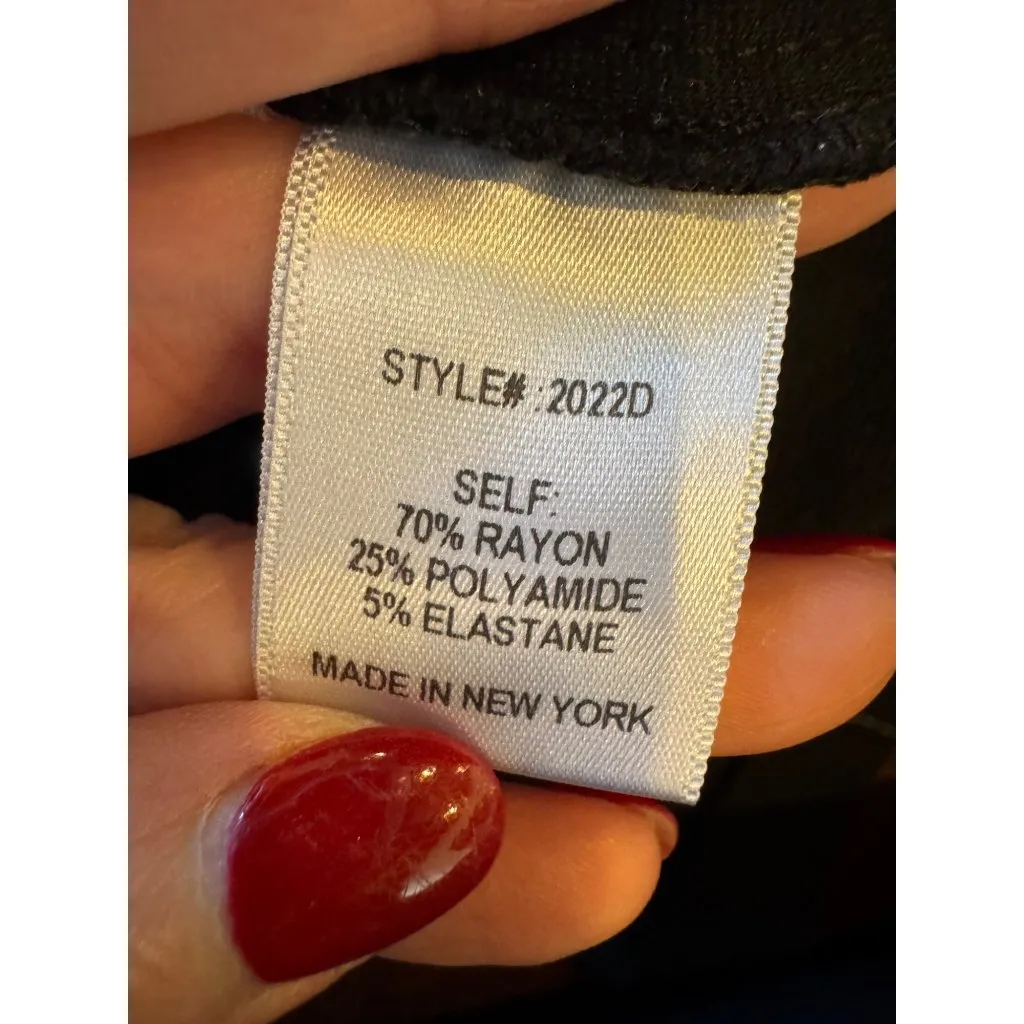 STYLE# :2022D
SELF:
70% RAYON
25% POLYAMIDE
5% ELASTANE
MADE IN NEW YORK